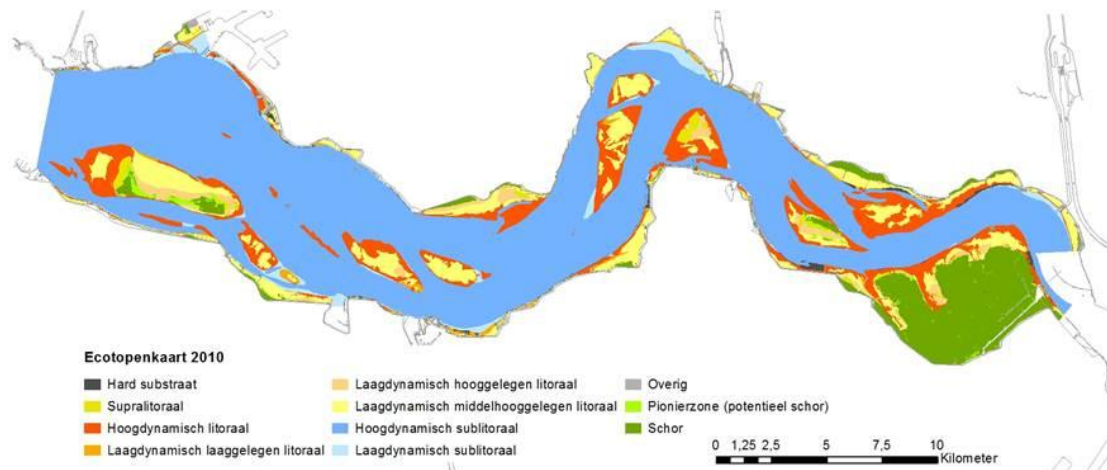 Ecotopenkaart 2010
Hard substraat
Supralitoraal
Hoogdynamisch litoraal
Laagdynamisch laaggelegen litoraal
Laagdynamisch hooggelegen litoraal
Laagdynamisch middelhooggelegen litoraal
Hoogdynamisch sublitoraal
Laagdynamisch sublitoraal
Overig
Pionierzone (potentieel schor)
Schor
0 1,25 2,5 5 7,5 10
Kilometer